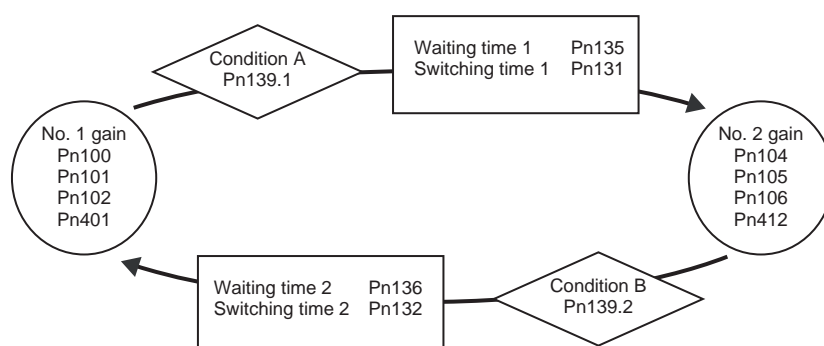 Condition A
Pn139.1
Waiting time 1 Pn135
Switching time 1 Pn131
No. 1 gain
Pn100
Pn101
Pn102
Pn401
No. 2 gain
Pn104
Pn105
Pn106
Pn412
Waiting time 2 Pn136
Switching time 2 Pn132
Condition B
Pn139.2